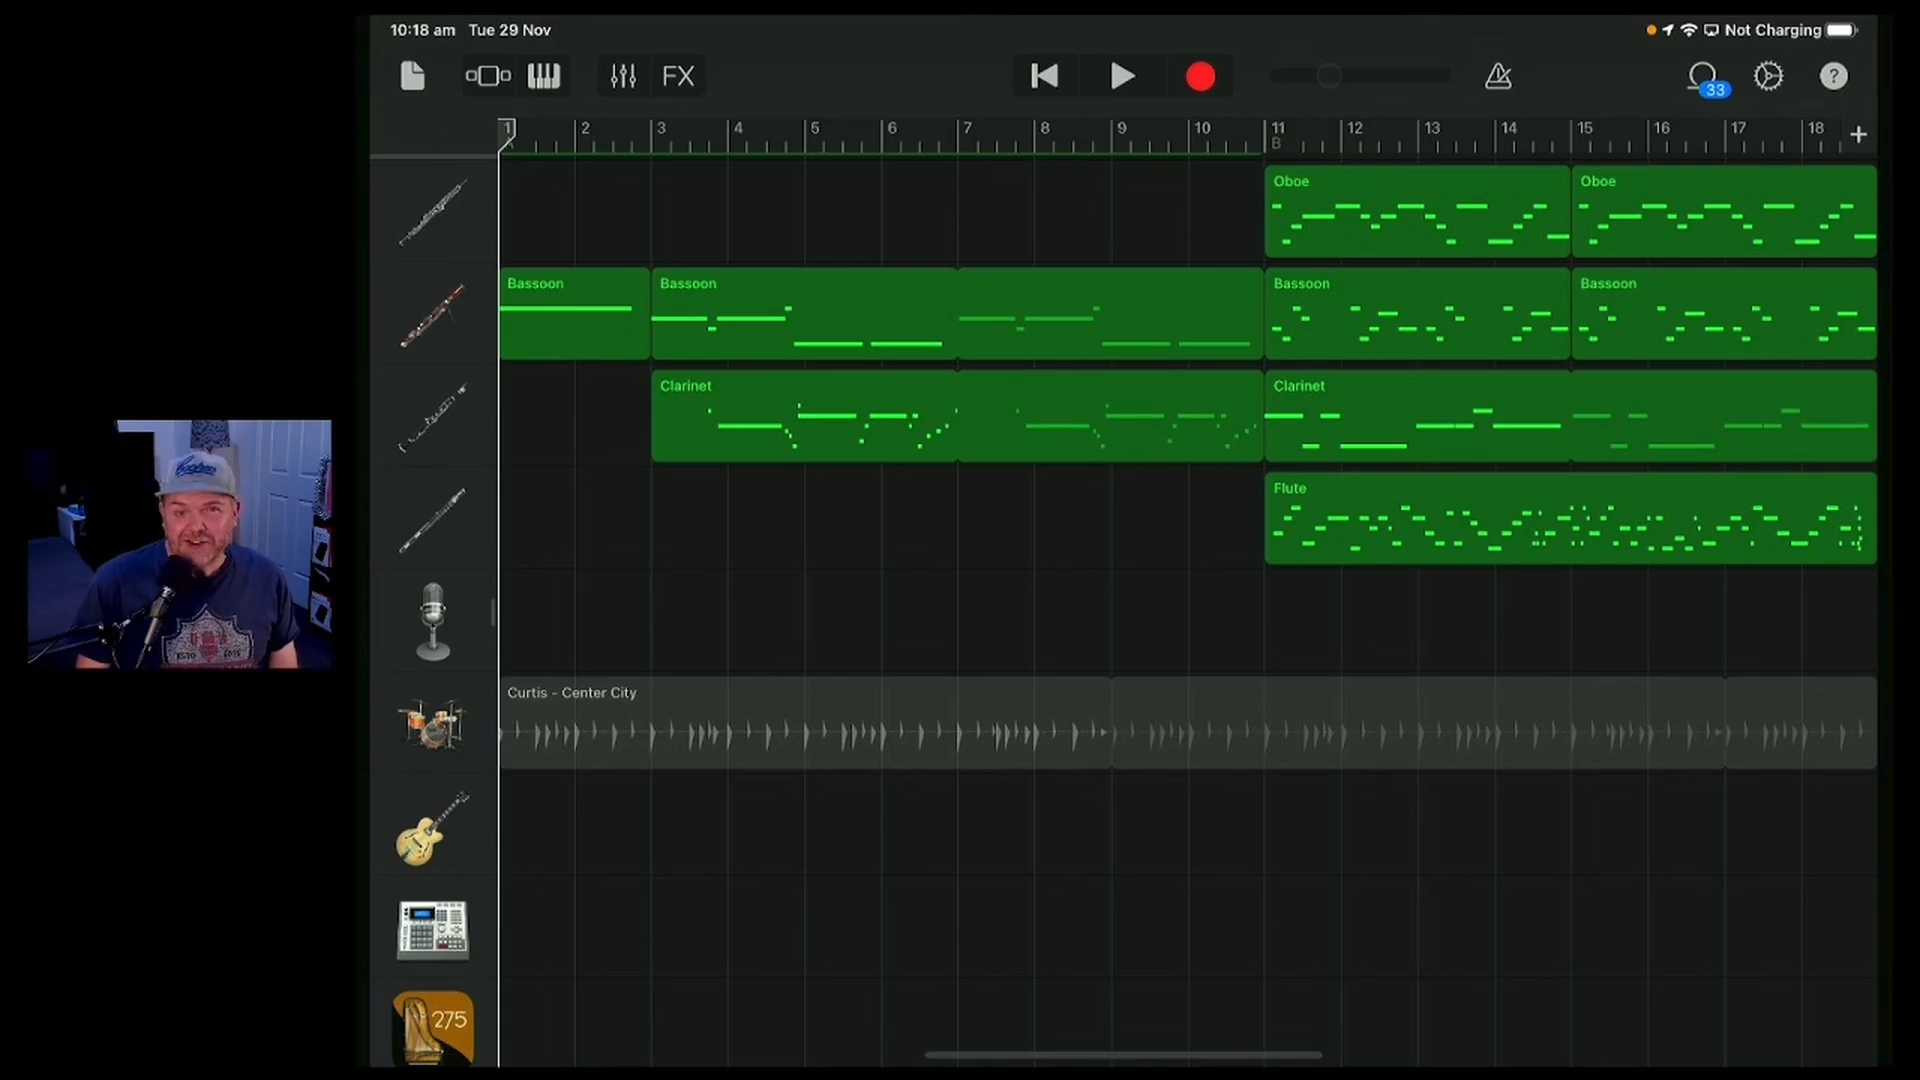 10:18 am Tue 29 Nov
Not Charging
FX
33
?
1 2 3 4 5 6 7 8 9 10 11 12 13 14 15 16 17 18 +
B
Oboe Oboe
Bassoon Bassoon Bassoon Bassoon
Clarinet Clarinet
Flute
Curtis - Center City
275